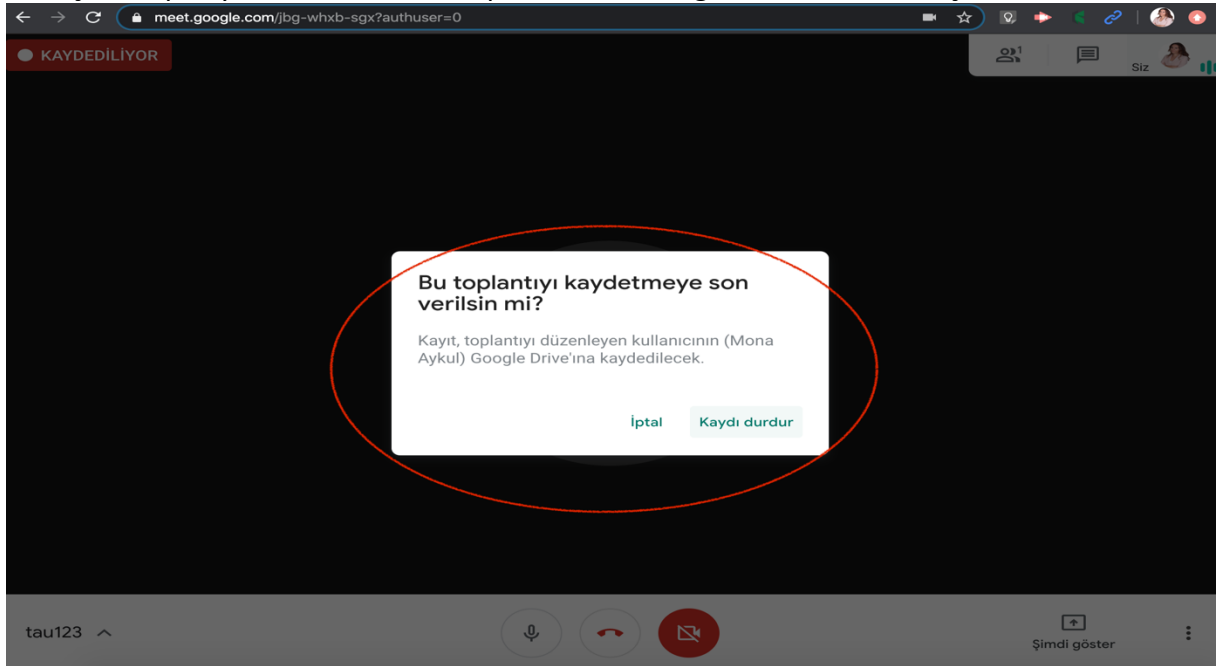 meet.google.com/jbg-whxb-sgx?authuser=0
KAYDEDİLİYOR
1
Siz
Bu toplantıyı kaydetmeye son
verilsin mi?
Kayıt, toplantıyı düzenleyen kullanıcının (Mona
Aykul) Google Drive'ına kaydedilecek.
İptal Kaydı durdur
tau123
Şimdi göster